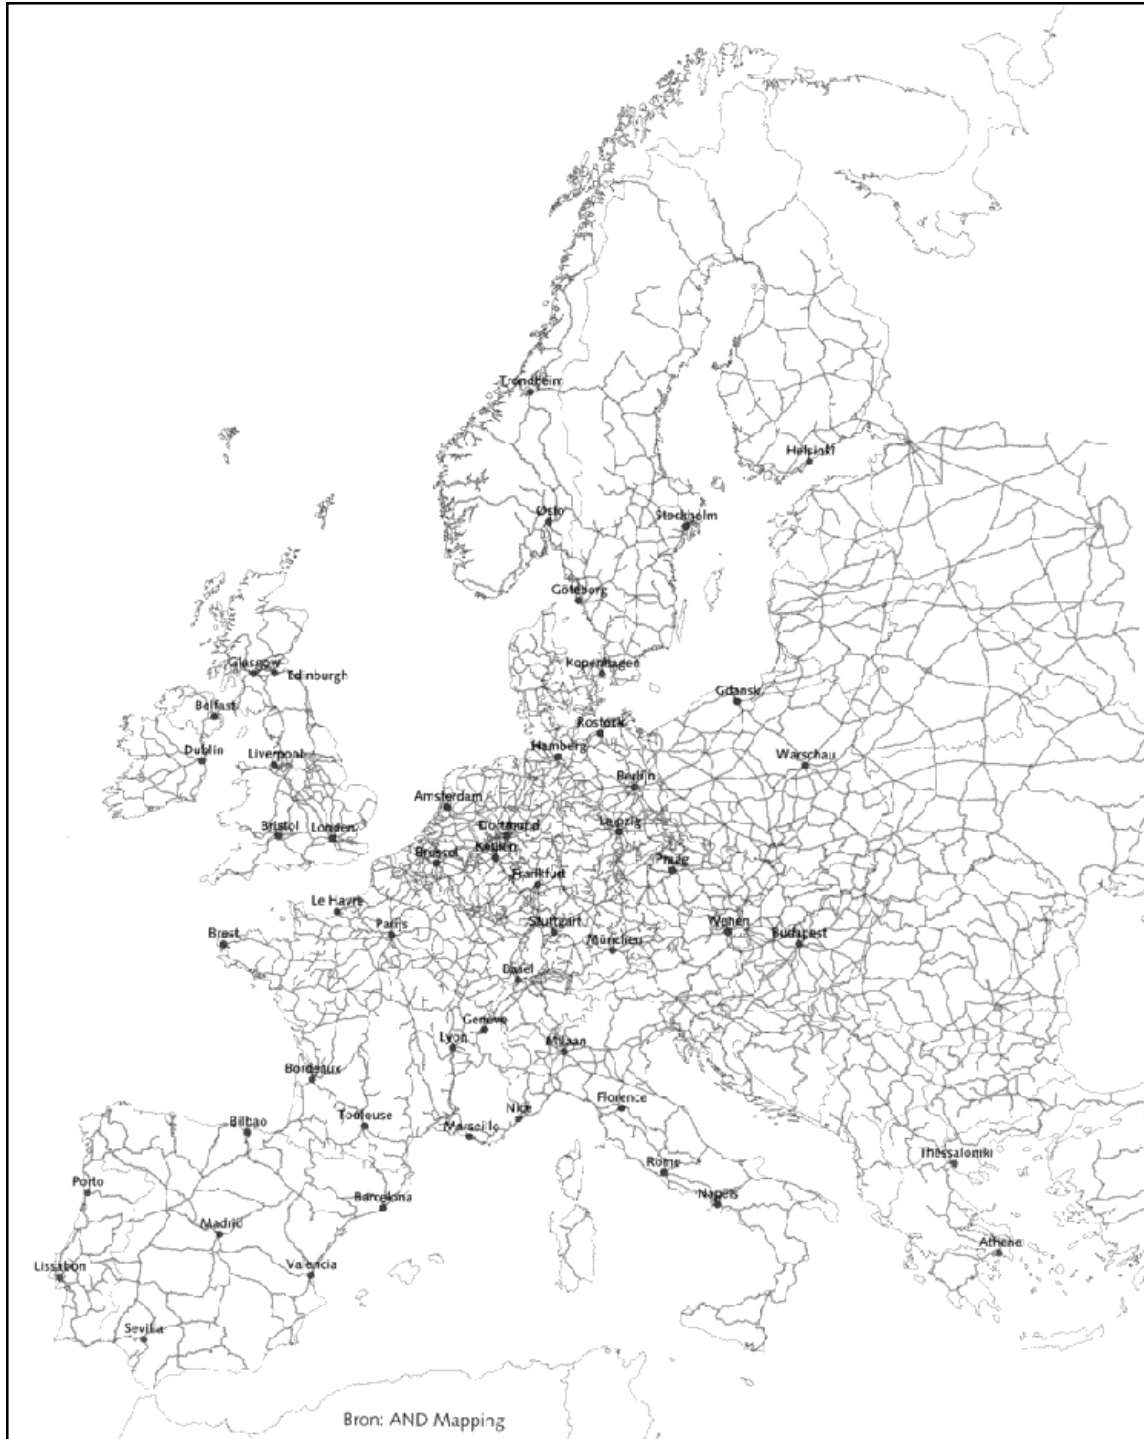 Trondheim
Helsinki
Oslo
Stockholm
Göteborg
Glasgow
Edinburgh
Kopenhagen
Gdansk
Belfast
Rostock
Dublin
Liverpool
Hamberg
Warschau
Berlijn
Amsterdam
Bristol
Londen
Dortmund
Leipzig
Keulen
Brussel
Praag
Frankfurt
Le Havre
Parijs
Stuttgart
Wenen
Brest
München
Budapest
Basel
Genève
Lyon
Milaan
Bordeaux
Nice
Florence
Bilbao
Toulouse
Marseille
Thessaloniki
Rome
Porto
Barcelona
Napels
Madrid
Athene
Lissabon
Valencia
Sevilla
Bron: AND Mapping